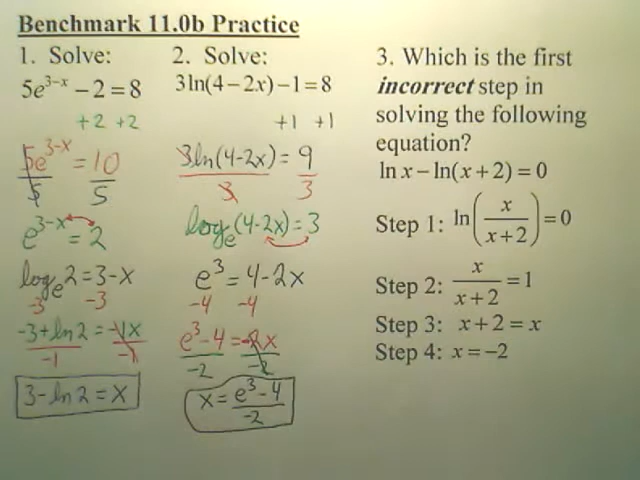 Benchmark 11.0b Practice
1. Solve:
5e^(3−x) − 2 = 8
+2 +2
5e^(3-x) = 10
5 5
e^(3-x) = 2
log_e 2 = 3-x
-3 -3
-3+ln2 = -1x
-1 -1
3-ln2 = x
2. Solve:
3ln(4−2x)−1=8
+1 +1
3ln(4-2x) = 9
3 3
log_e(4-2x) = 3
e^3 = 4-2x
-4 -4
e^3-4 = -2x
-2 -2
x = (e^3-4)/-2
3. Which is the first
incorrect step in
solving the following
equation?
ln x − ln(x+2) = 0
Step 1: ln(x/(x+2)) = 0
Step 2: x/(x+2) = 1
Step 3: x+2 = x
Step 4: x = −2